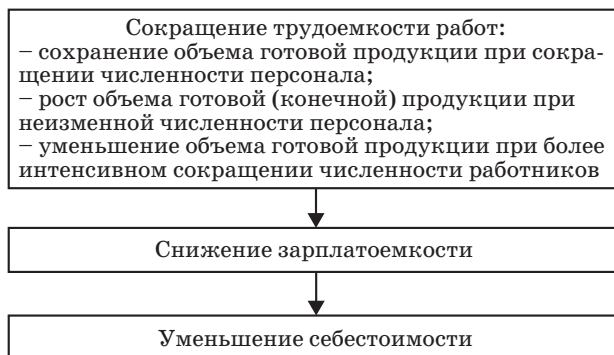 Сокращение трудоемкости работ:
– сохранение объема готовой продукции при сокра-
щении численности персонала;
– рост объема готовой (конечной) продукции при
неизменной численности персонала;
– уменьшение объема готовой продукции при более
интенсивном сокращении численности работников
Снижение зарплатоемкости
Уменьшение себестоимости